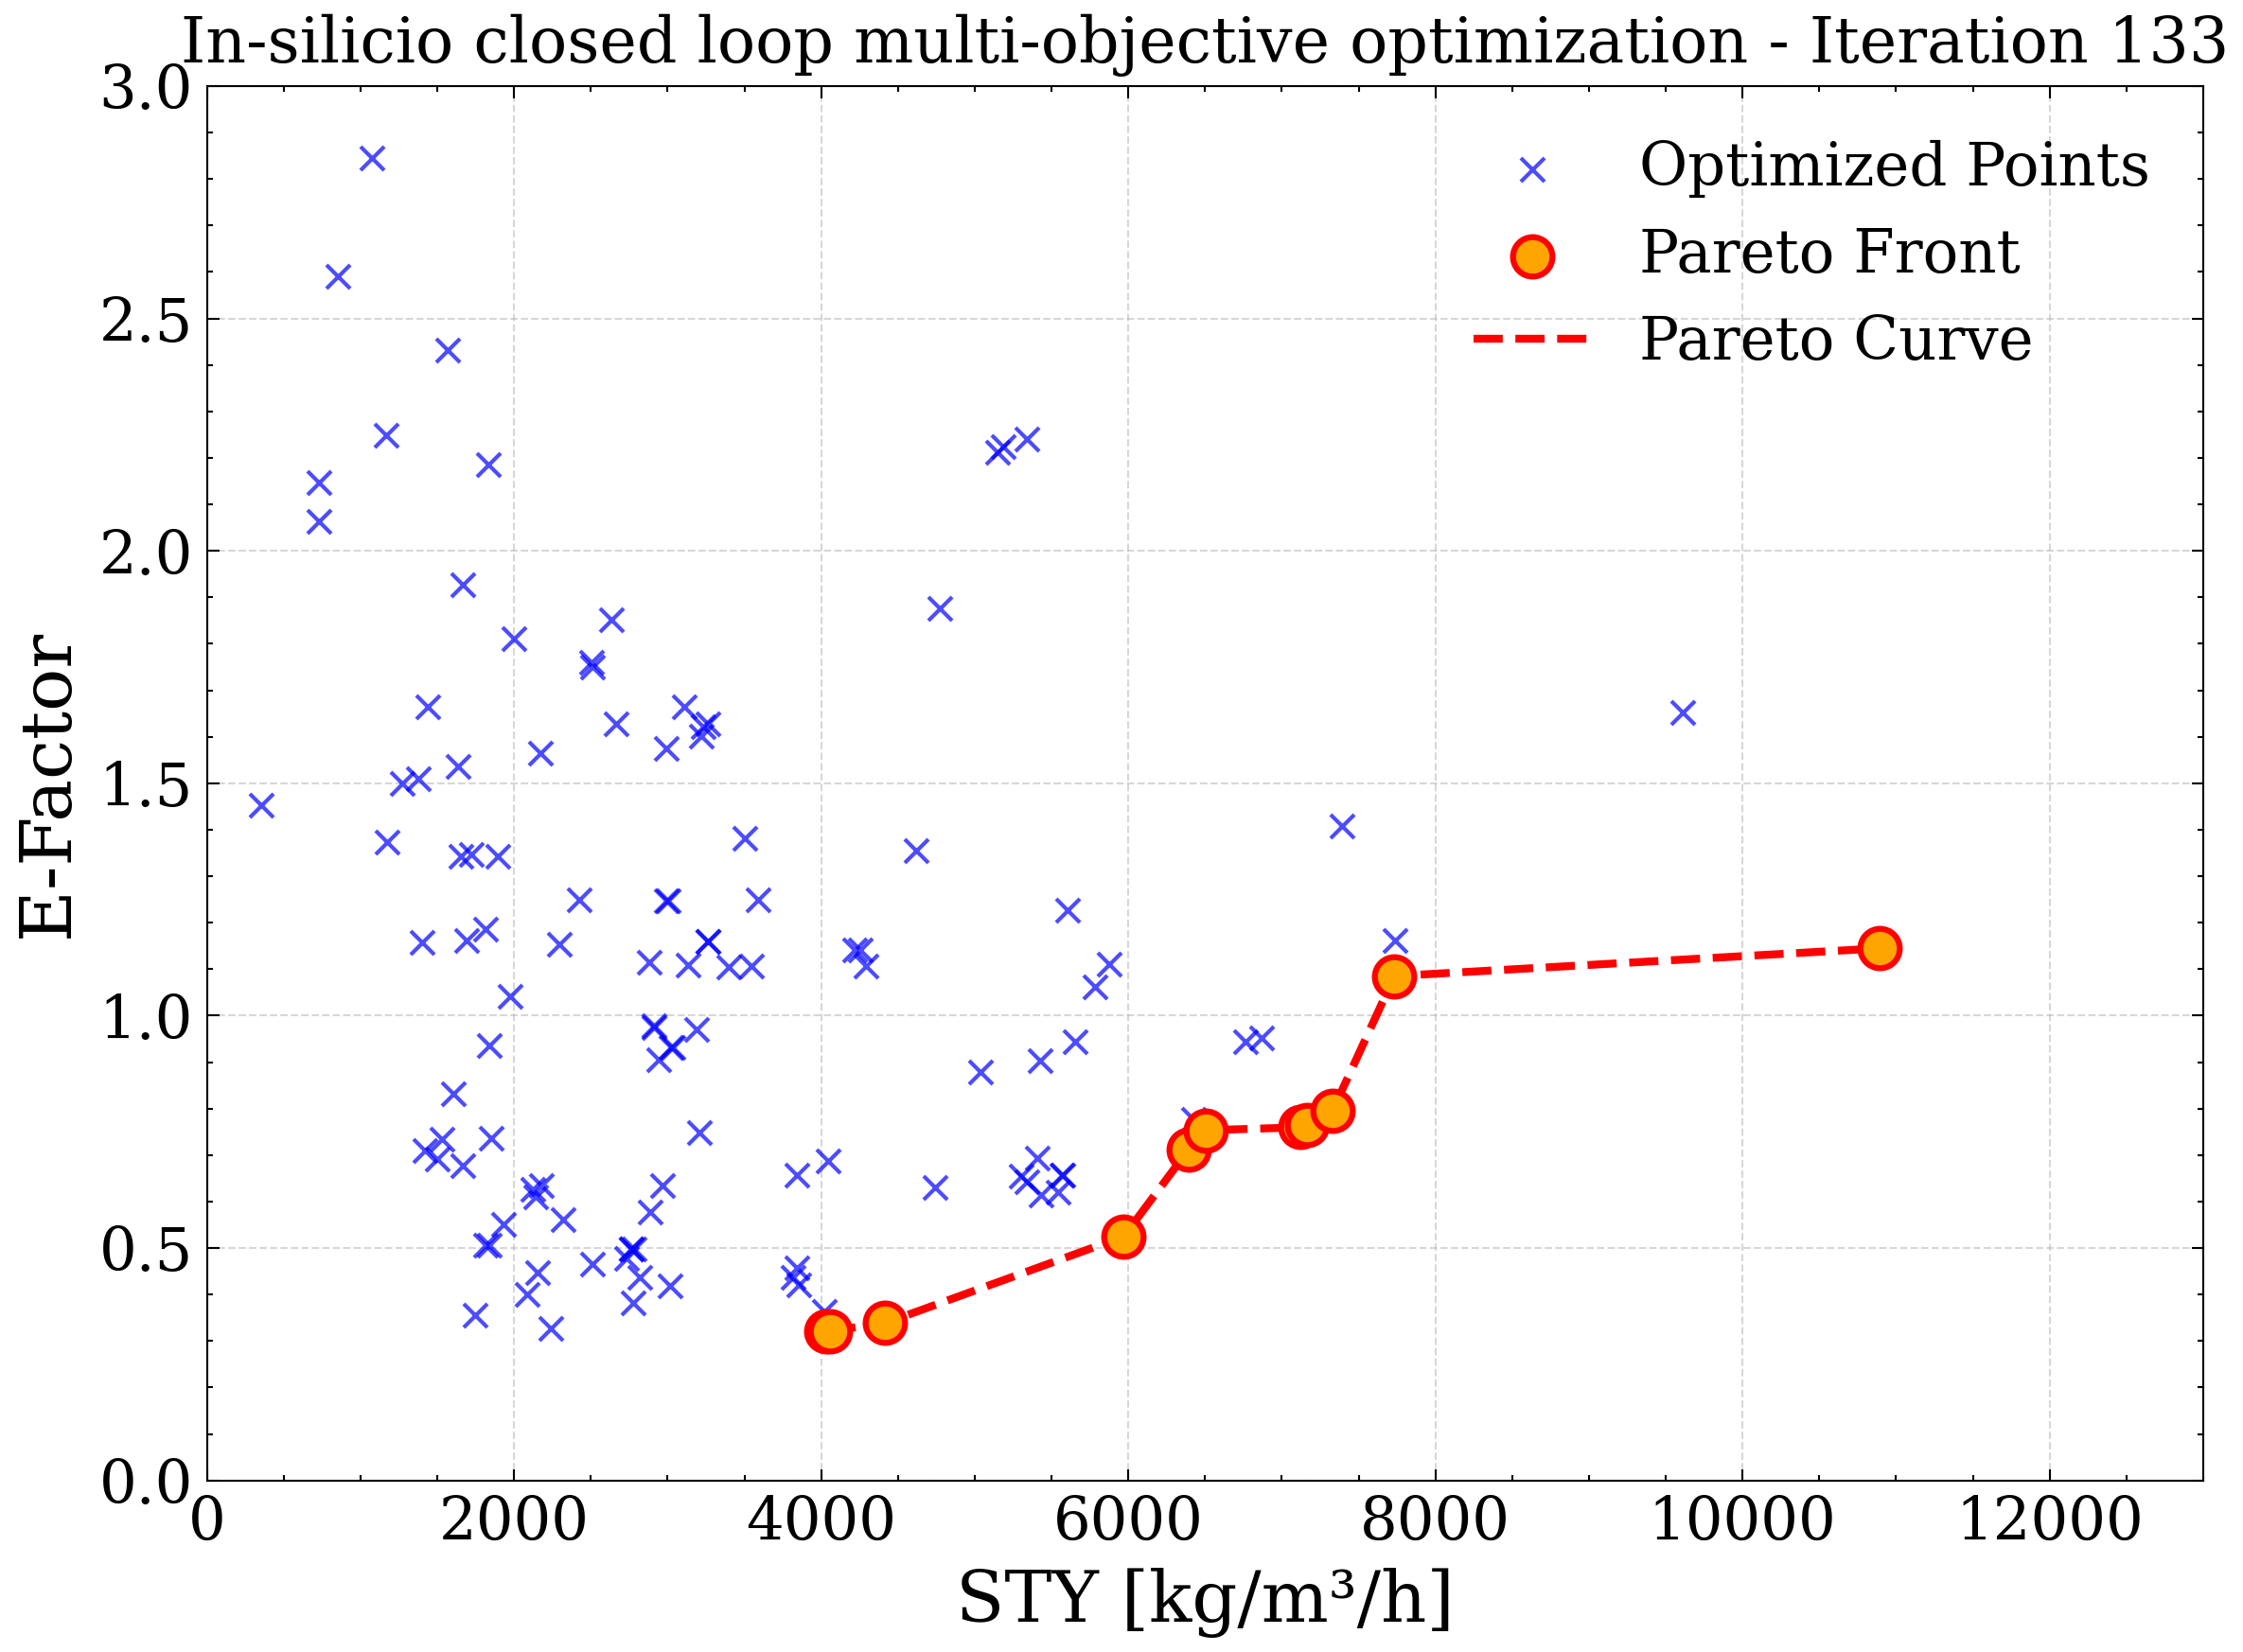 In-silicio closed loop multi-objective optimization - Iteration 133
3.0
2.5
2.0
1.5
1.0
0.5
0.0
E-Factor
Optimized Points
Pareto Front
Pareto Curve
0 2000 4000 6000 8000 10000 12000
STY [kg/m³/h]